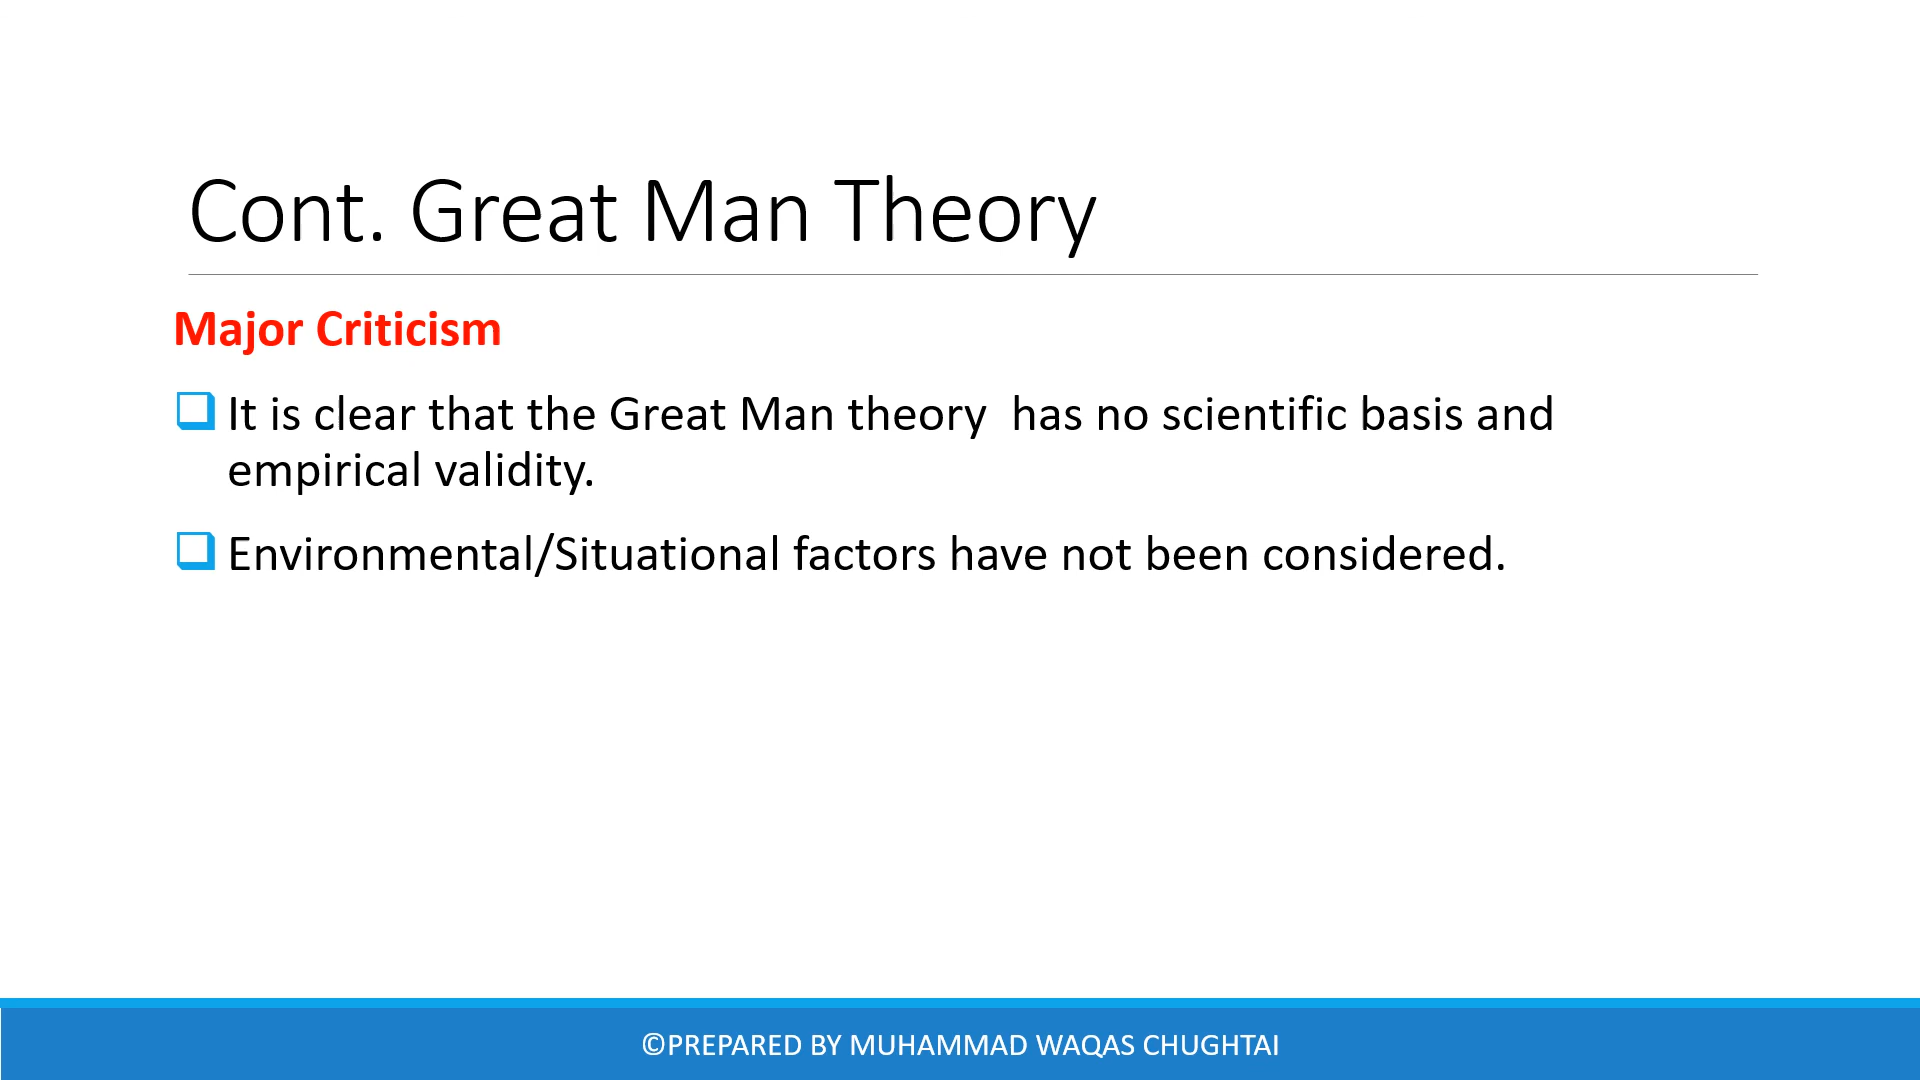 Cont. Great Man Theory
Major Criticism
❑ It is clear that the Great Man theory  has no scientific basis and
empirical validity.
❑ Environmental/Situational factors have not been considered.
©PREPARED BY MUHAMMAD WAQAS CHUGHTAI